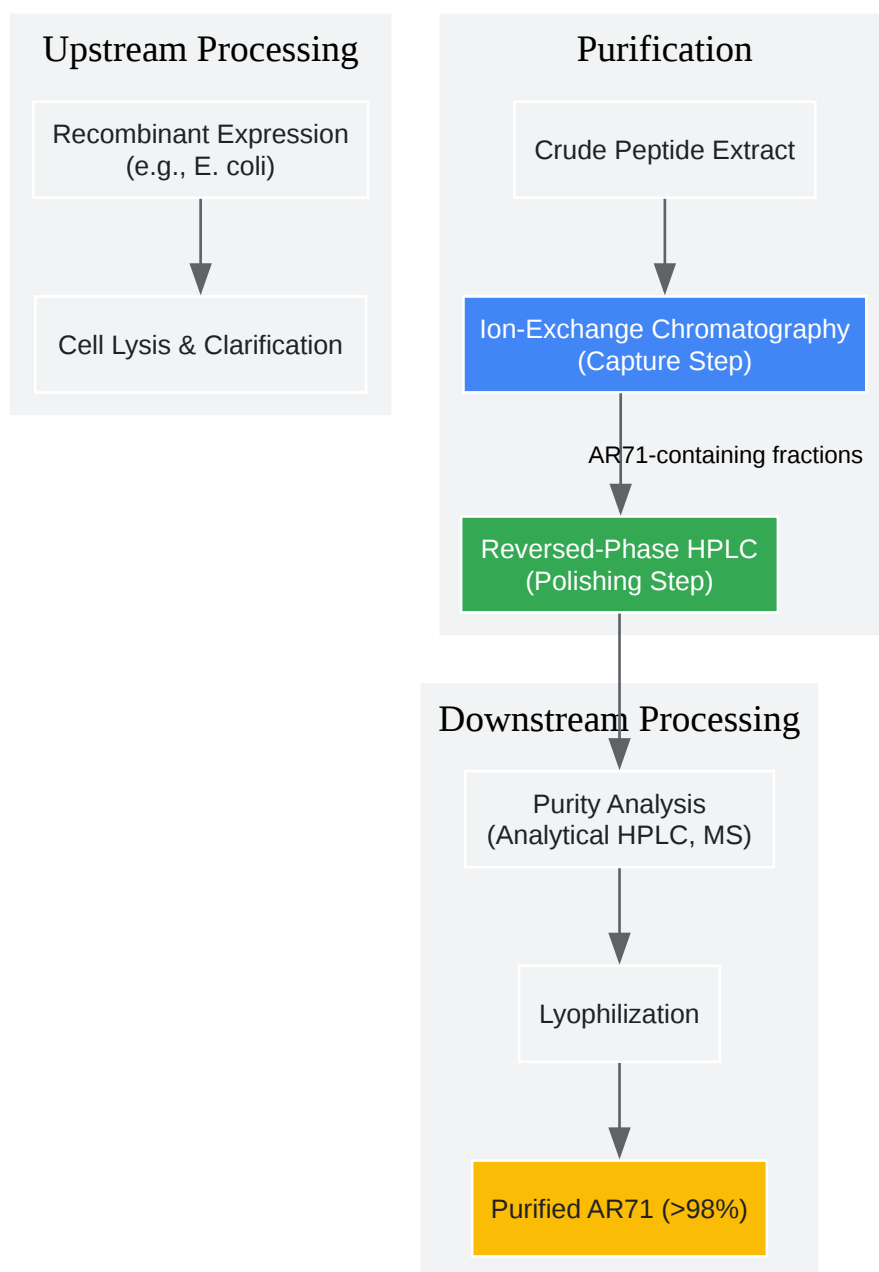 Upstream Processing
Recombinant Expression
(e.g., E. coli)
Cell Lysis & Clarification
Purification
Crude Peptide Extract
Ion-Exchange Chromatography
(Capture Step)
AR71-containing fractions
Reversed-Phase HPLC
(Polishing Step)
Downstream Processing
Purity Analysis
(Analytical HPLC, MS)
Lyophilization
Purified AR71 (>98%)